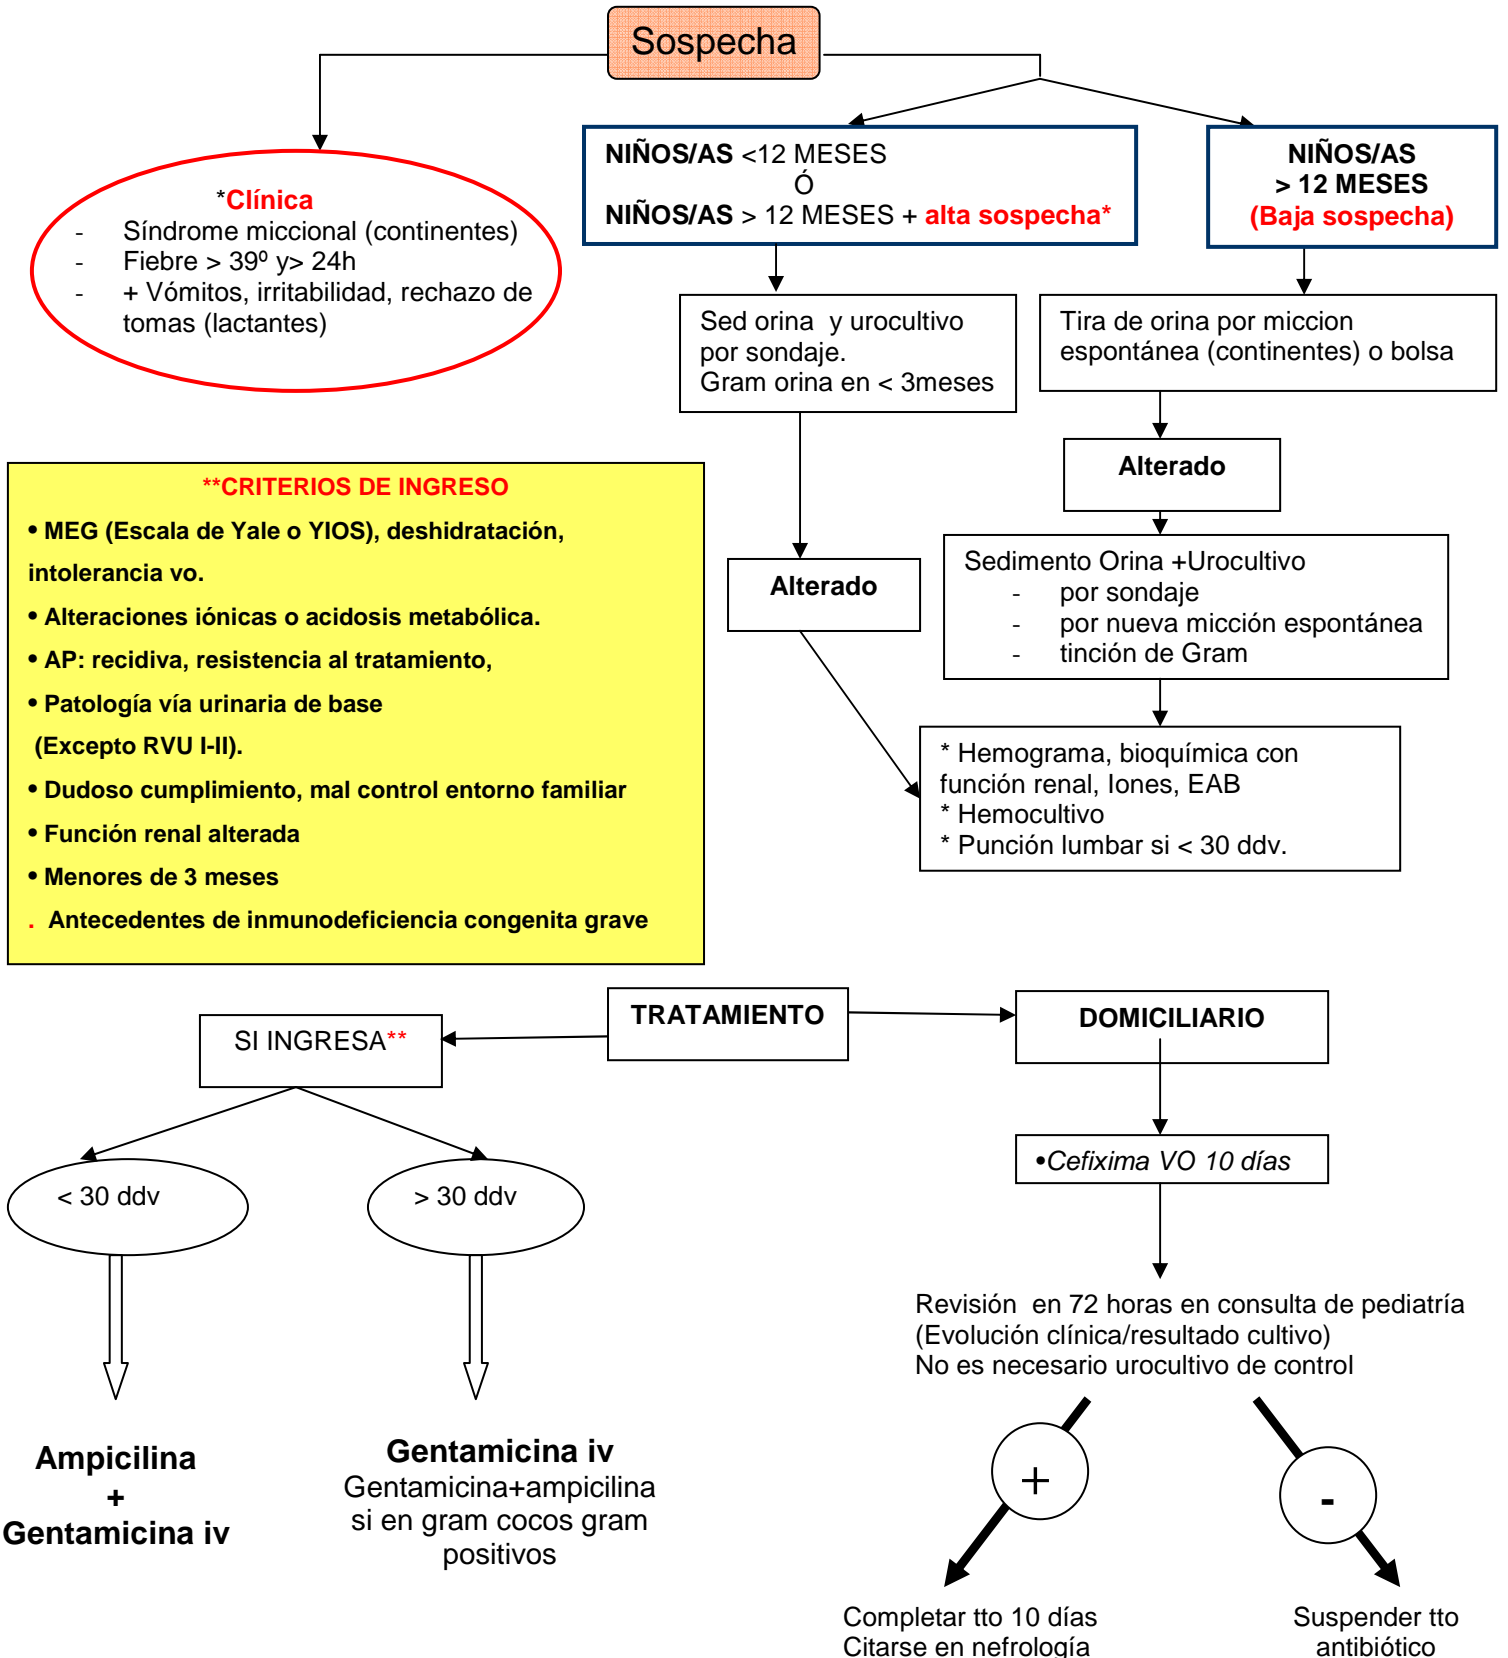 Sospecha
*Clínica
- Síndrome miccional (continentes)
- Fiebre > 39º y> 24h
- + Vómitos, irritabilidad, rechazo de
tomas (lactantes)
NIÑOS/AS <12 MESES
Ó
NIÑOS/AS > 12 MESES + alta sospecha*
NIÑOS/AS
> 12 MESES
(Baja sospecha)
Sed orina y urocultivo
por sondaje.
Gram orina en < 3meses
Tira de orina por miccion
espontánea (continentes) o bolsa
Alterado
Alterado
Sedimento Orina +Urocultivo
- por sondaje
- por nueva micción espontánea
- tinción de Gram
* Hemograma, bioquímica con
función renal, Iones, EAB
* Hemocultivo
* Punción lumbar si < 30 ddv.
**CRITERIOS DE INGRESO
• MEG (Escala de Yale o YIOS), deshidratación,
intolerancia vo.
• Alteraciones iónicas o acidosis metabólica.
• AP: recidiva, resistencia al tratamiento,
• Patología vía urinaria de base
(Excepto RVU I-II).
• Dudoso cumplimiento, mal control entorno familiar
• Función renal alterada
• Menores de 3 meses
. Antecedentes de inmunodeficiencia congenita grave
TRATAMIENTO
SI INGRESA**
DOMICILIARIO
< 30 ddv
> 30 ddv
•Cefixima VO 10 días
Revisión en 72 horas en consulta de pediatría
(Evolución clínica/resultado cultivo)
No es necesario urocultivo de control
Ampicilina
+
Gentamicina iv
Gentamicina iv
Gentamicina+ampicilina
si en gram cocos gram
positivos
+
-
Completar tto 10 días
Citarse en nefrología
Suspender tto
antibiótico